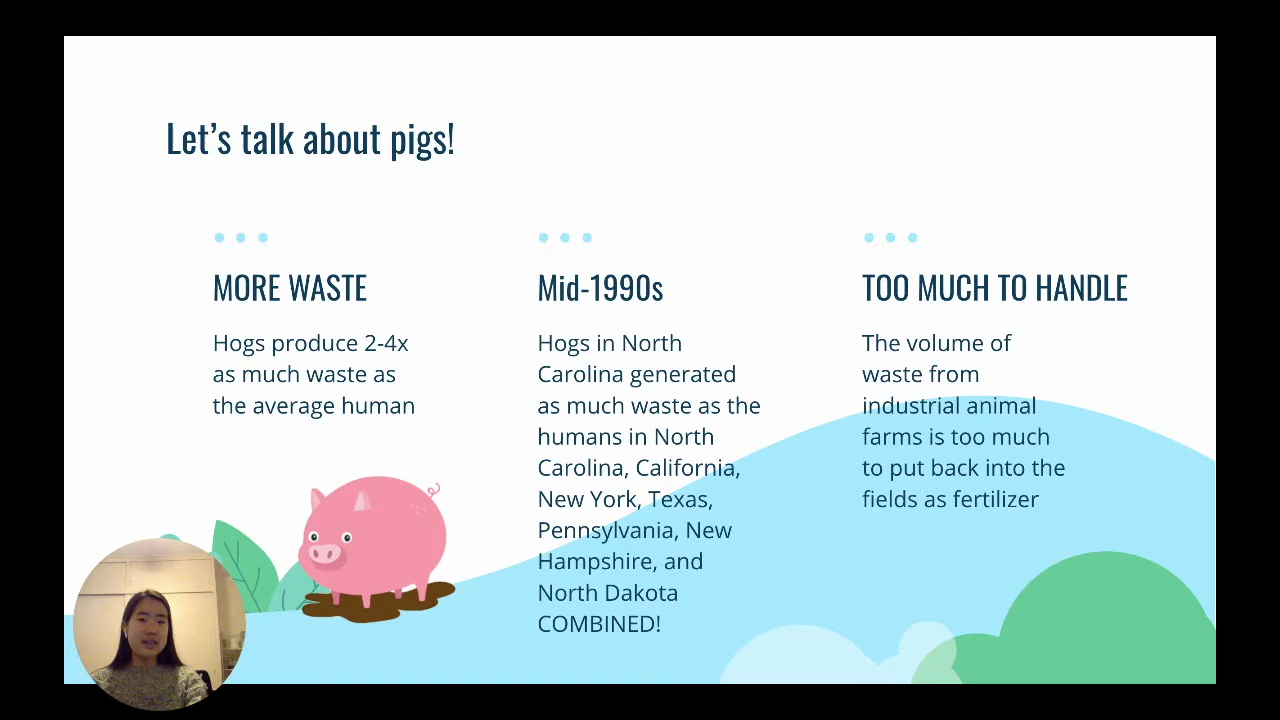 Let's talk about pigs!
MORE WASTE
Hogs produce 2-4x
as much waste as
the average human
Mid-1990s
Hogs in North
Carolina generated
as much waste as the
humans in North
Carolina, California,
New York, Texas,
Pennsylvania, New
Hampshire, and
North Dakota
COMBINED!
TOO MUCH TO HANDLE
The volume of
waste from
industrial animal
farms is too much
to put back into the
fields as fertilizer